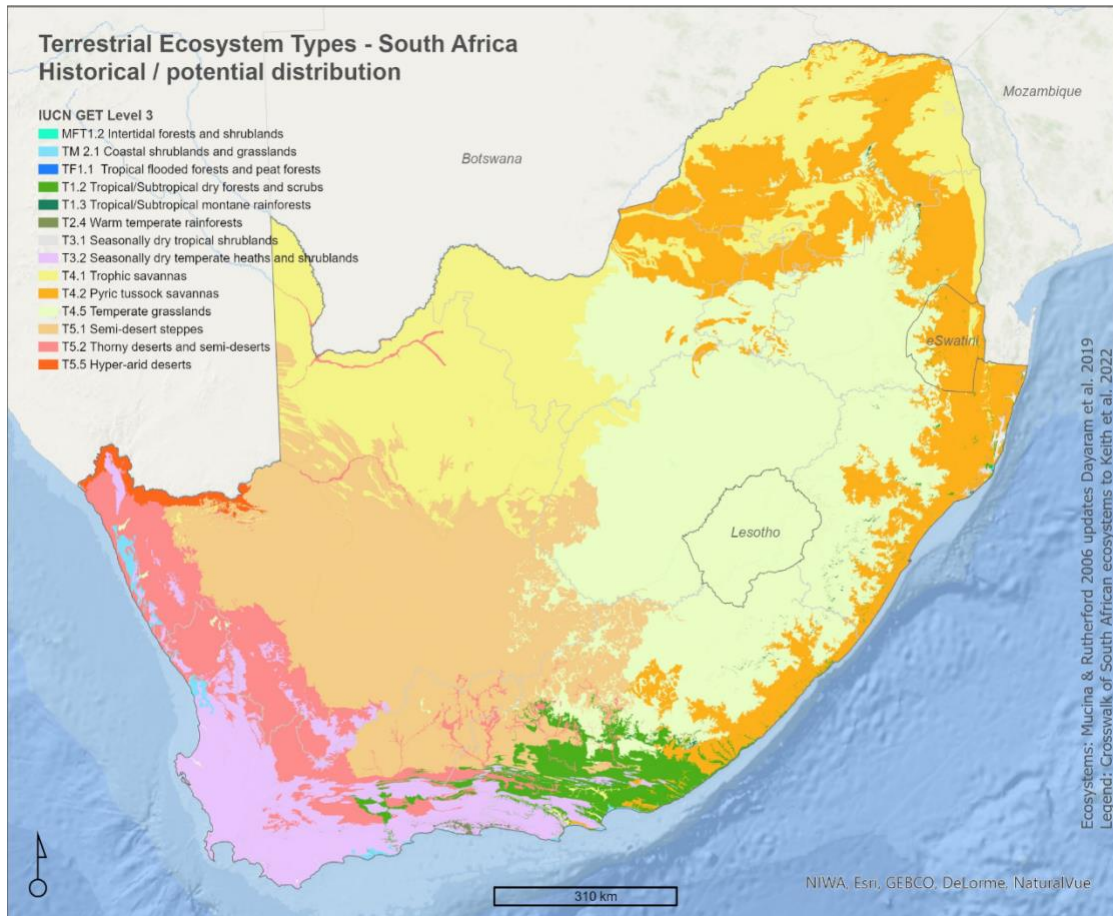 Terrestrial Ecosystem Types - South Africa
Historical / potential distribution
IUCN GET Level 3
MFT1.2 Intertidal forests and shrublands
TM 2.1 Coastal shrublands and grasslands
TF1.1 Tropical flooded forests and peat forests
T1.2 Tropical/Subtropical dry forests and scrubs
T1.3 Tropical/Subtropical montane rainforests
T2.4 Warm temperate rainforests
T3.1 Seasonally dry tropical shrublands
T3.2 Seasonally dry temperate heaths and shrublands
T4.1 Trophic savannas
T4.2 Pyric tussock savannas
T4.5 Temperate grasslands
T5.1 Semi-desert steppes
T5.2 Thorny deserts and semi-deserts
T5.5 Hyper-arid deserts
Mozambique
Botswana
eSwatini
Lesotho
Ecosystems: Mucina & Rutherford 2006 updates Dayaram et al. 2019
Legend: Crosswalk of South African ecosystems to Keith et al. 2022
NIWA, Esri, GEBCO, DeLorme, NaturalVue
310 km